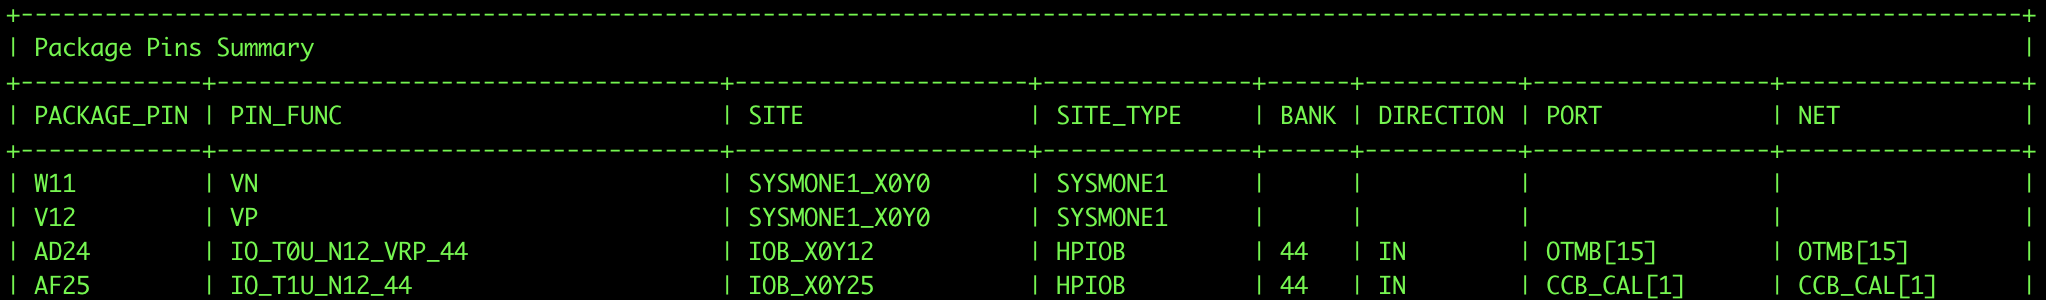 +-----------------------------------------------------------------------------------------------------------------------------------------------+
| Package Pins Summary                                                                                                                          |
+-------------+------------------------------------+---------------------+---------------+------+-----------+-----------------+-----------------+
| PACKAGE_PIN | PIN_FUNC                           | SITE                | SITE_TYPE     | BANK | DIRECTION | PORT            | NET             |
+-------------+------------------------------------+---------------------+---------------+------+-----------+-----------------+-----------------+
| W11         | VN                                 | SYSMONE1_X0Y0       | SYSMONE1      |      |           |                 |                 |
| V12         | VP                                 | SYSMONE1_X0Y0       | SYSMONE1      |      |           |                 |                 |
| AD24        | IO_T0U_N12_VRP_44                  | IOB_X0Y12           | HPIOB         | 44   | IN        | OTMB[15]        | OTMB[15]        |
| AF25        | IO_T1U_N12_44                      | IOB_X0Y25           | HPIOB         | 44   | IN        | CCB_CAL[1]      | CCB_CAL[1]      |